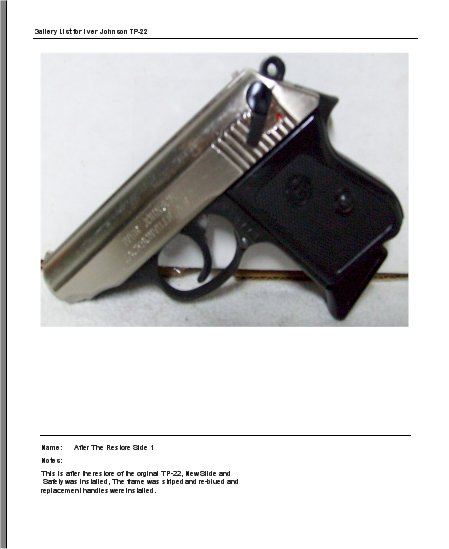 Gallery List for Iver Johnson TP-22
Name: After The Restore Side 1
Notes:
This is after the restore of the orginal TP-22, New Slide and
Safety was installed, The frame was striped and re-blued and
replacement handles were installed.